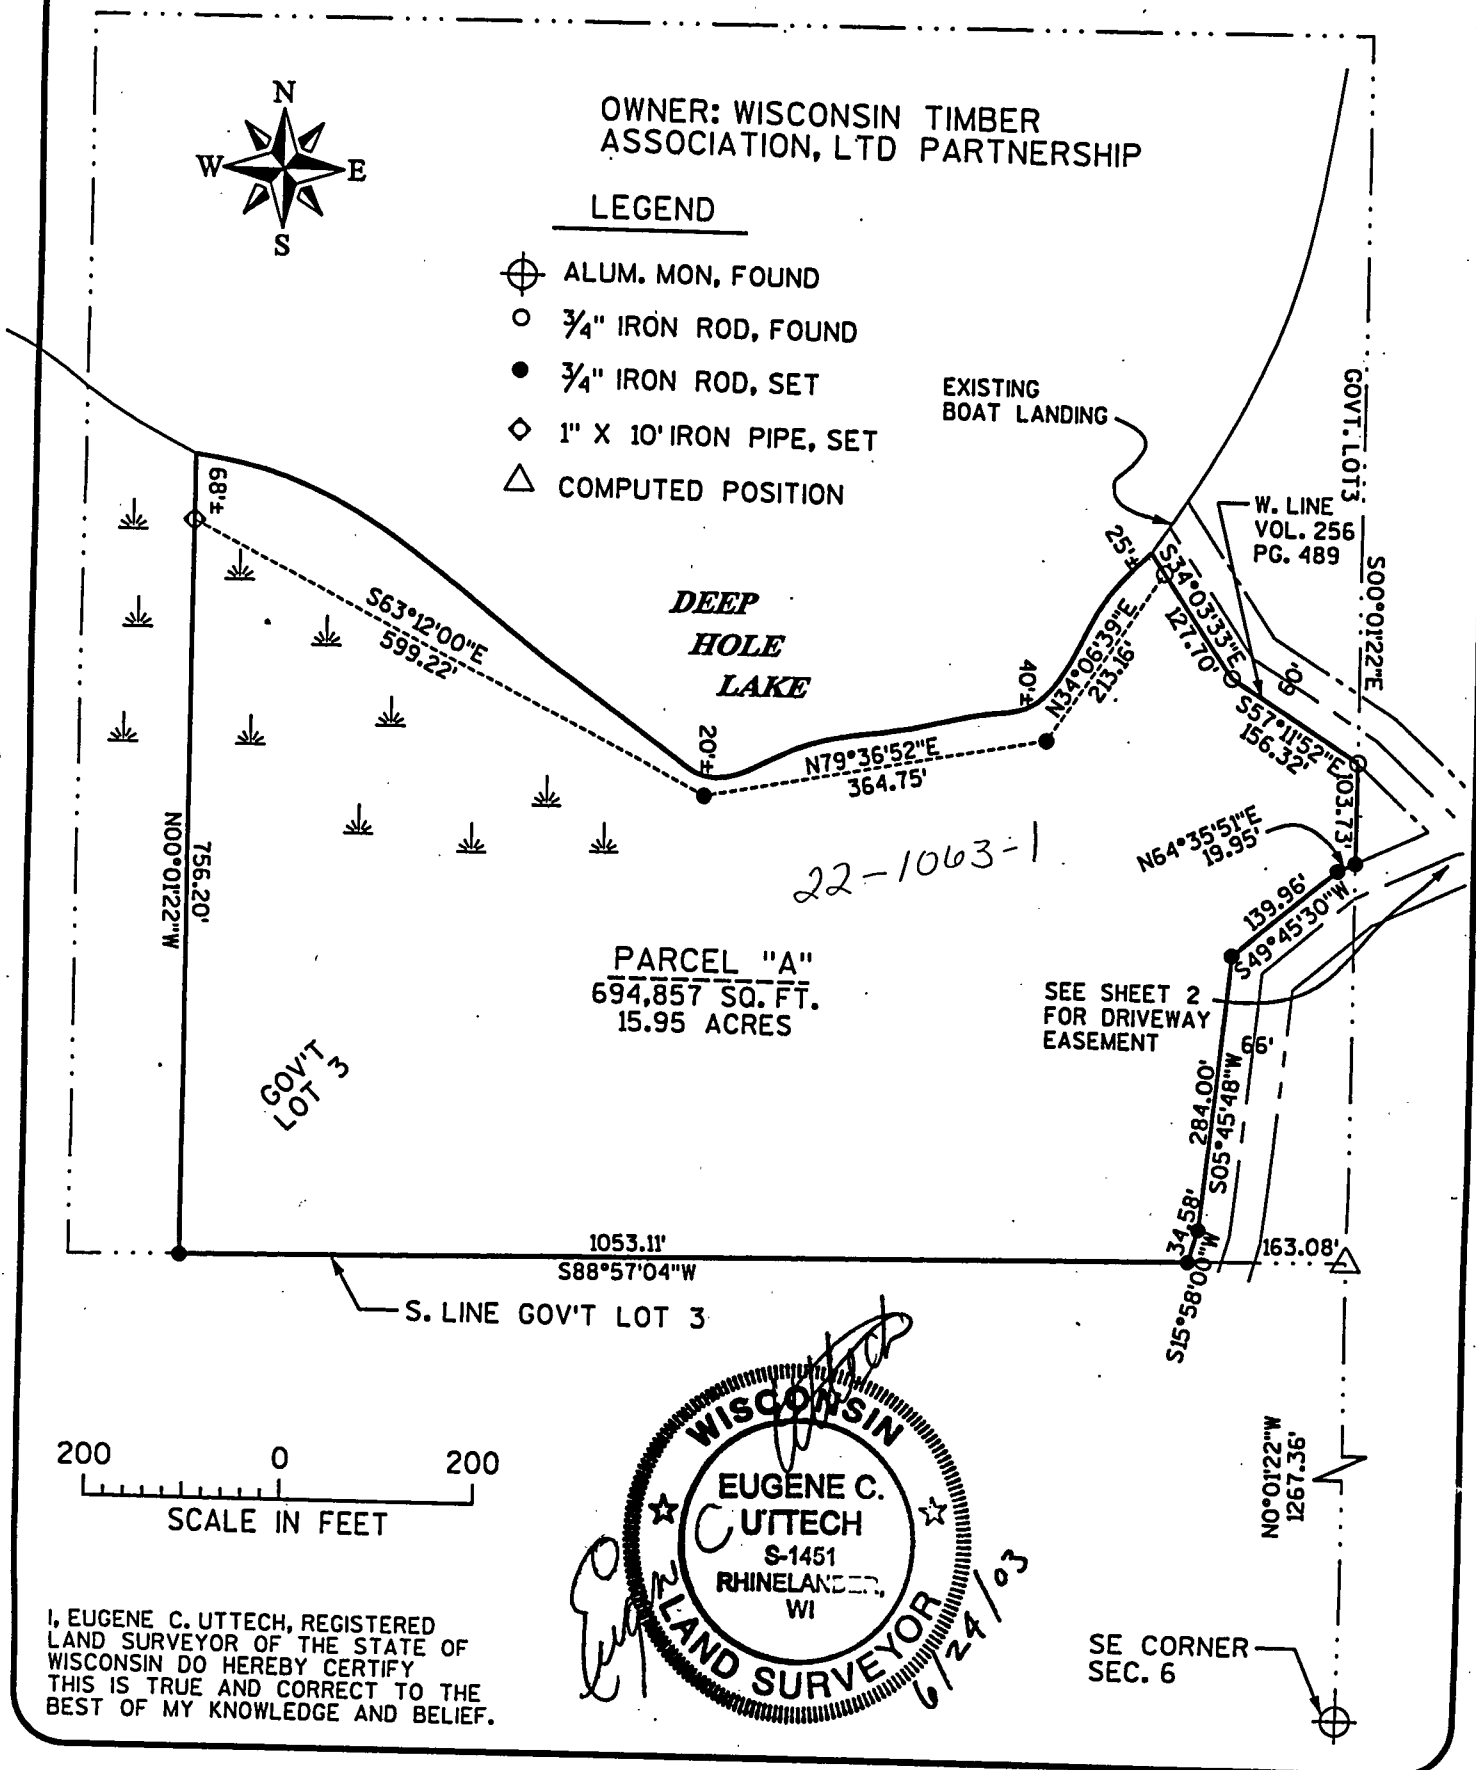 N
W E
S
OWNER: WISCONSIN TIMBER
ASSOCIATION, LTD PARTNERSHIP
LEGEND
ALUM. MON, FOUND
3/4" IRON ROD, FOUND
3/4" IRON ROD, SET
1" X 10' IRON PIPE, SET
COMPUTED POSITION
EXISTING
BOAT LANDING
GOVT. LOT 3
W. LINE
VOL. 256
PG. 489
S00°01'22"E
68'±
S63°12'00"E
599.22'
DEEP
HOLE
LAKE
25'±
S34°03'33"E
127.70'
N34°06'39"E
213.16'
40'±
60'
S57°11'52"E
156.32'
20'±
N79°36'52"E
364.75'
103.73'
N64°35'51"E
19.95'
22-1063-1
N00°01'22"W
756.20'
139.96'
S49°45'30"W
PARCEL "A"
694,857 SQ. FT.
15.95 ACRES
SEE SHEET 2
FOR DRIVEWAY
EASEMENT
66'
GOV'T
LOT 3
284.00'
S05°45'48"W
34.58'
S15°58'00"W
163.08'
1053.11'
S88°57'04"W
S. LINE GOV'T LOT 3
200 0 200
SCALE IN FEET
WISCONSIN
EUGENE C.
UTTECH
S-1451
RHINELANDER,
WI
LAND SURVEYOR
6/24/03
N0°01'22"W
1267.36'
I, EUGENE C. UTTECH, REGISTERED
LAND SURVEYOR OF THE STATE OF
WISCONSIN DO HEREBY CERTIFY
THIS IS TRUE AND CORRECT TO THE
BEST OF MY KNOWLEDGE AND BELIEF.
SE CORNER
SEC. 6